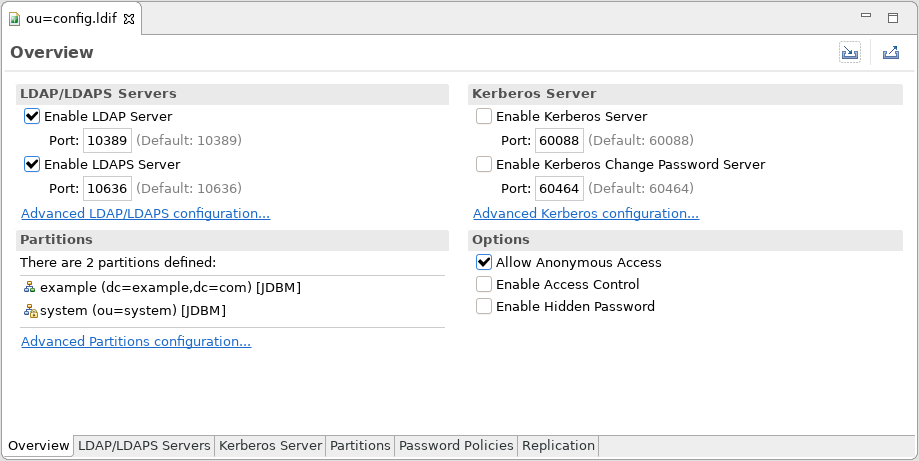 ou=config.ldif
Overview
LDAP/LDAPS Servers
Enable LDAP Server
Port: 10389 (Default: 10389)
Enable LDAPS Server
Port: 10636 (Default: 10636)
Advanced LDAP/LDAPS configuration...
Kerberos Server
Enable Kerberos Server
Port: 60088 (Default: 60088)
Enable Kerberos Change Password Server
Port: 60464 (Default: 60464)
Advanced Kerberos configuration...
Partitions
There are 2 partitions defined:
example (dc=example,dc=com) [JDBM]
system (ou=system) [JDBM]
Advanced Partitions configuration...
Options
Allow Anonymous Access
Enable Access Control
Enable Hidden Password
Overview LDAP/LDAPS Servers Kerberos Server Partitions Password Policies Replication